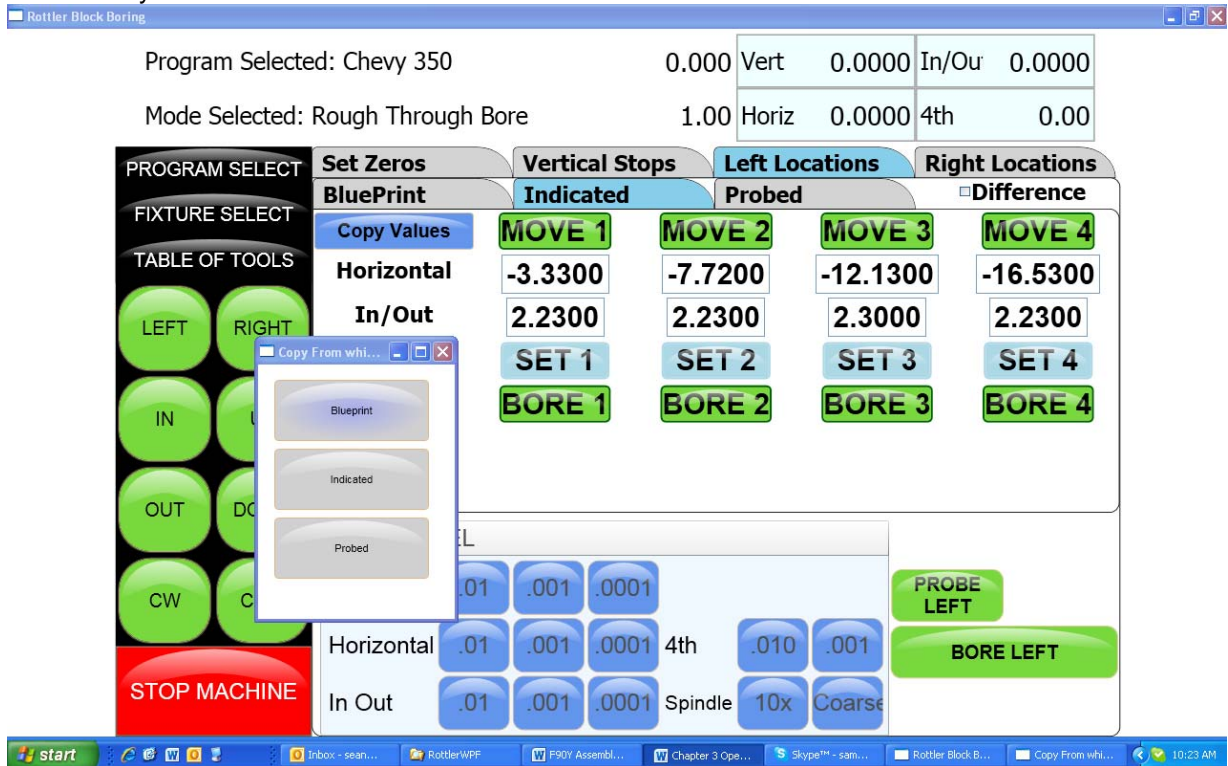 Rottler Block Boring
Program Selected: Chevy 350 0.000 Vert 0.0000 In/Ou 0.0000
Mode Selected: Rough Through Bore 1.00 Horiz 0.0000 4th 0.00
PROGRAM SELECT
FIXTURE SELECT
TABLE OF TOOLS
Set Zeros Vertical Stops Left Locations Right Locations
BluePrint Indicated Probed Difference
Copy Values MOVE 1 MOVE 2 MOVE 3 MOVE 4
Horizontal -3.3300 -7.7200 -12.1300 -16.5300
In/Out 2.2300 2.2300 2.3000 2.2300
SET 1 SET 2 SET 3 SET 4
BORE 1 BORE 2 BORE 3 BORE 4
LEFT RIGHT
IN
OUT
CW
STOP MACHINE
Copy From whi...
Blueprint
Indicated
Probed
.01 .001 .0001
Horizontal .01 .001 .0001 4th .010 .001
In Out .01 .001 .0001 Spindle 10x Coarse
PROBE
LEFT
BORE LEFT
start Inbox - sean... RottlerWPF F90Y Assembl... Chapter 3 Ope... Skype™ - sam... Rottler Block B... Copy From whi... 10:23 AM